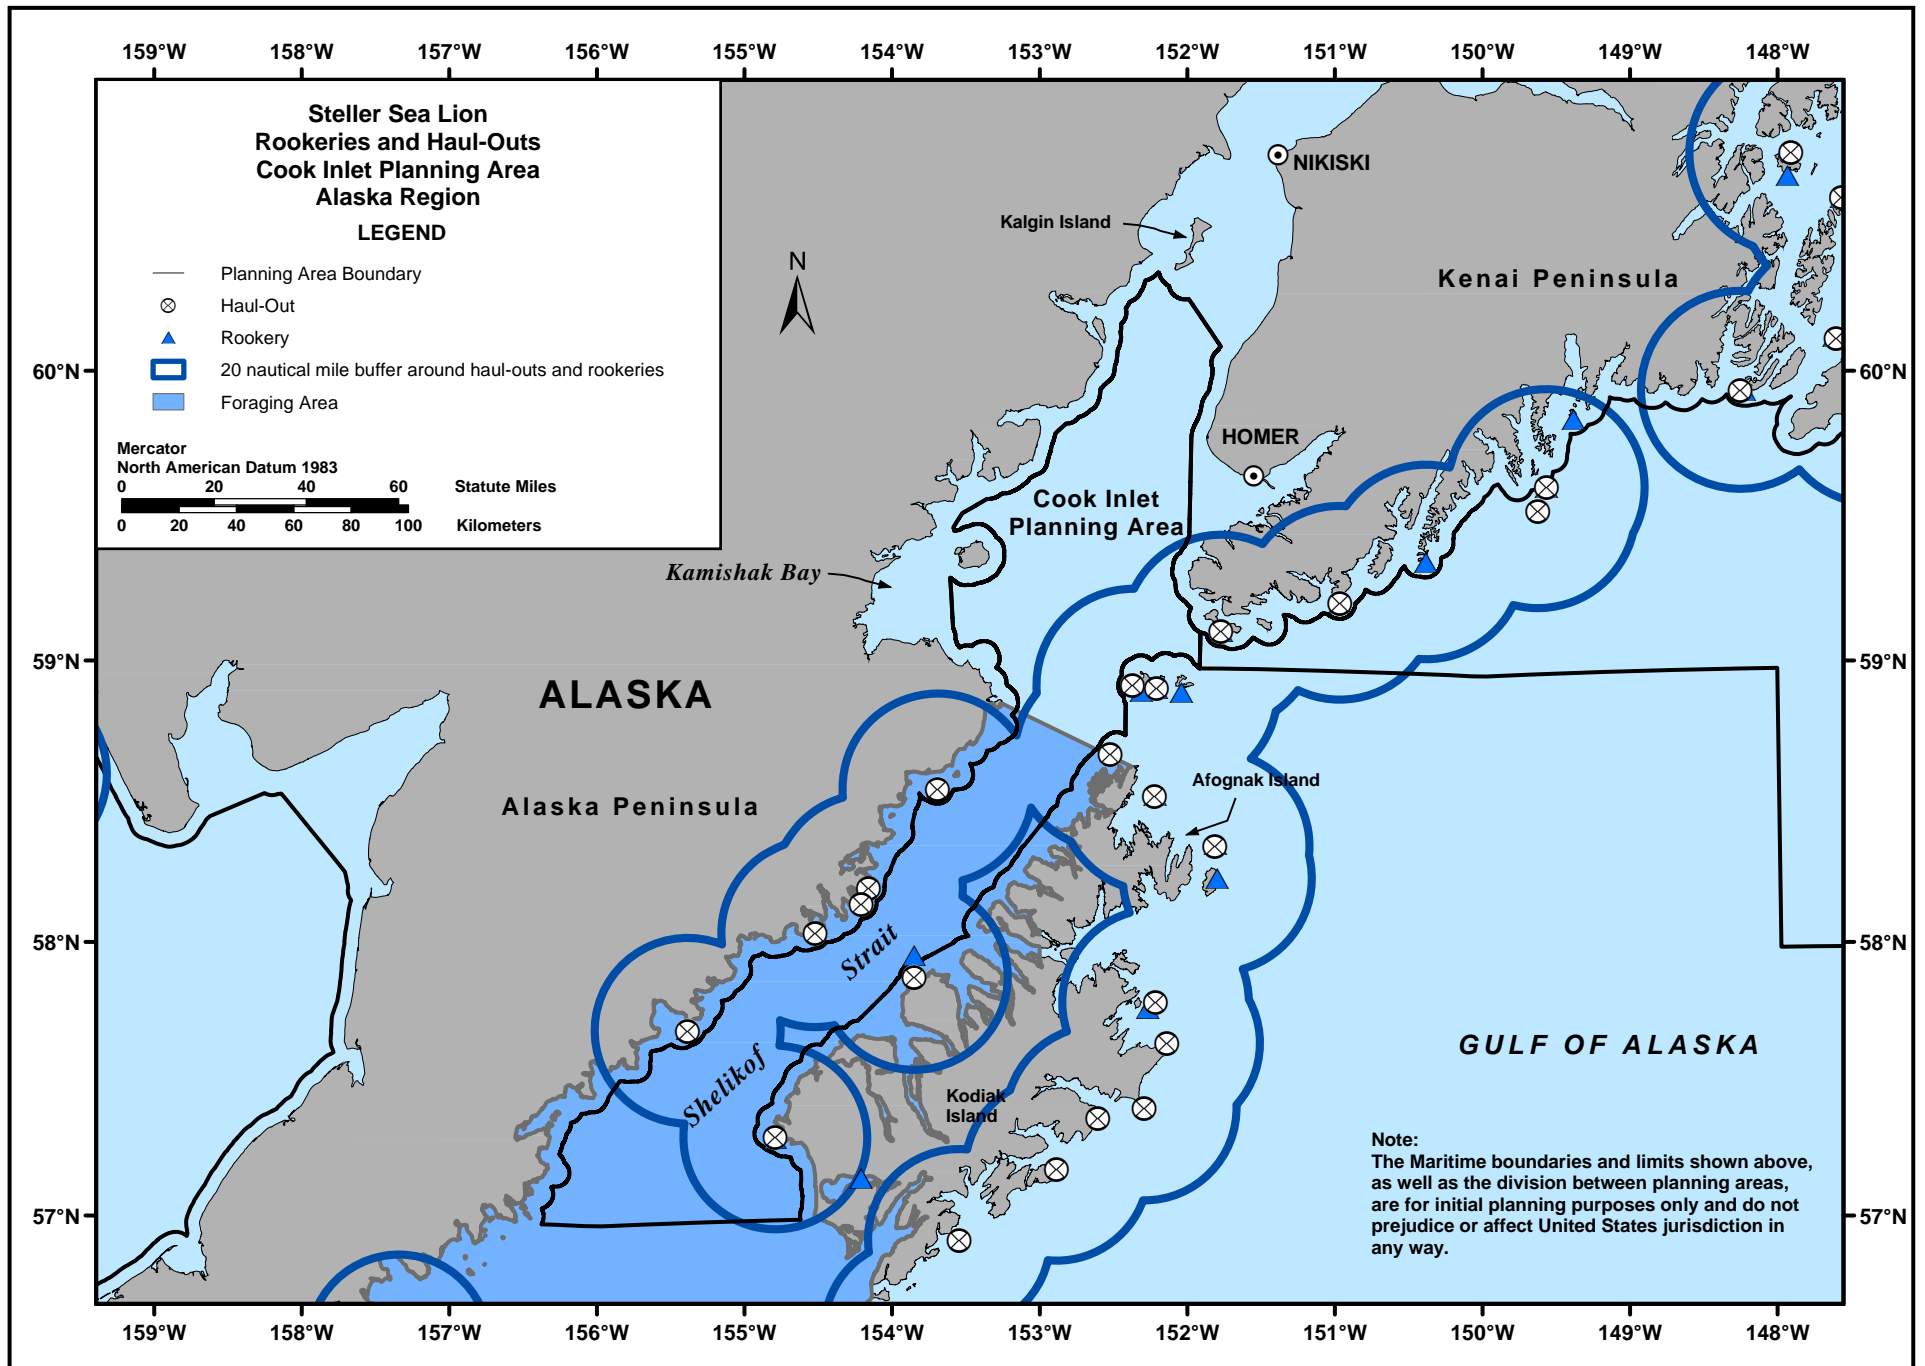 159°W 158°W 157°W 156°W 155°W 154°W 153°W 152°W 151°W 150°W 149°W 148°W
Steller Sea Lion
Rookeries and Haul-Outs
Cook Inlet Planning Area
Alaska Region
LEGEND
Planning Area Boundary
Haul-Out
Rookery
20 nautical mile buffer around haul-outs and rookeries
Foraging Area
Mercator
North American Datum 1983
0 20 40 60 Statute Miles
0 20 40 60 80 100 Kilometers
N
NIKISKI
Kalgin Island
Kenai Peninsula
60°N 60°N
HOMER
Cook Inlet
Planning Area
Kamishak Bay
59°N 59°N
ALASKA
Afognak Island
Alaska Peninsula
58°N 58°N
Shelikof Strait
GULF OF ALASKA
Kodiak
Island
57°N 57°N
Note:
The Maritime boundaries and limits shown above,
as well as the division between planning areas,
are for initial planning purposes only and do not
prejudice or affect United States jurisdiction in
any way.
159°W 158°W 157°W 156°W 155°W 154°W 153°W 152°W 151°W 150°W 149°W 148°W